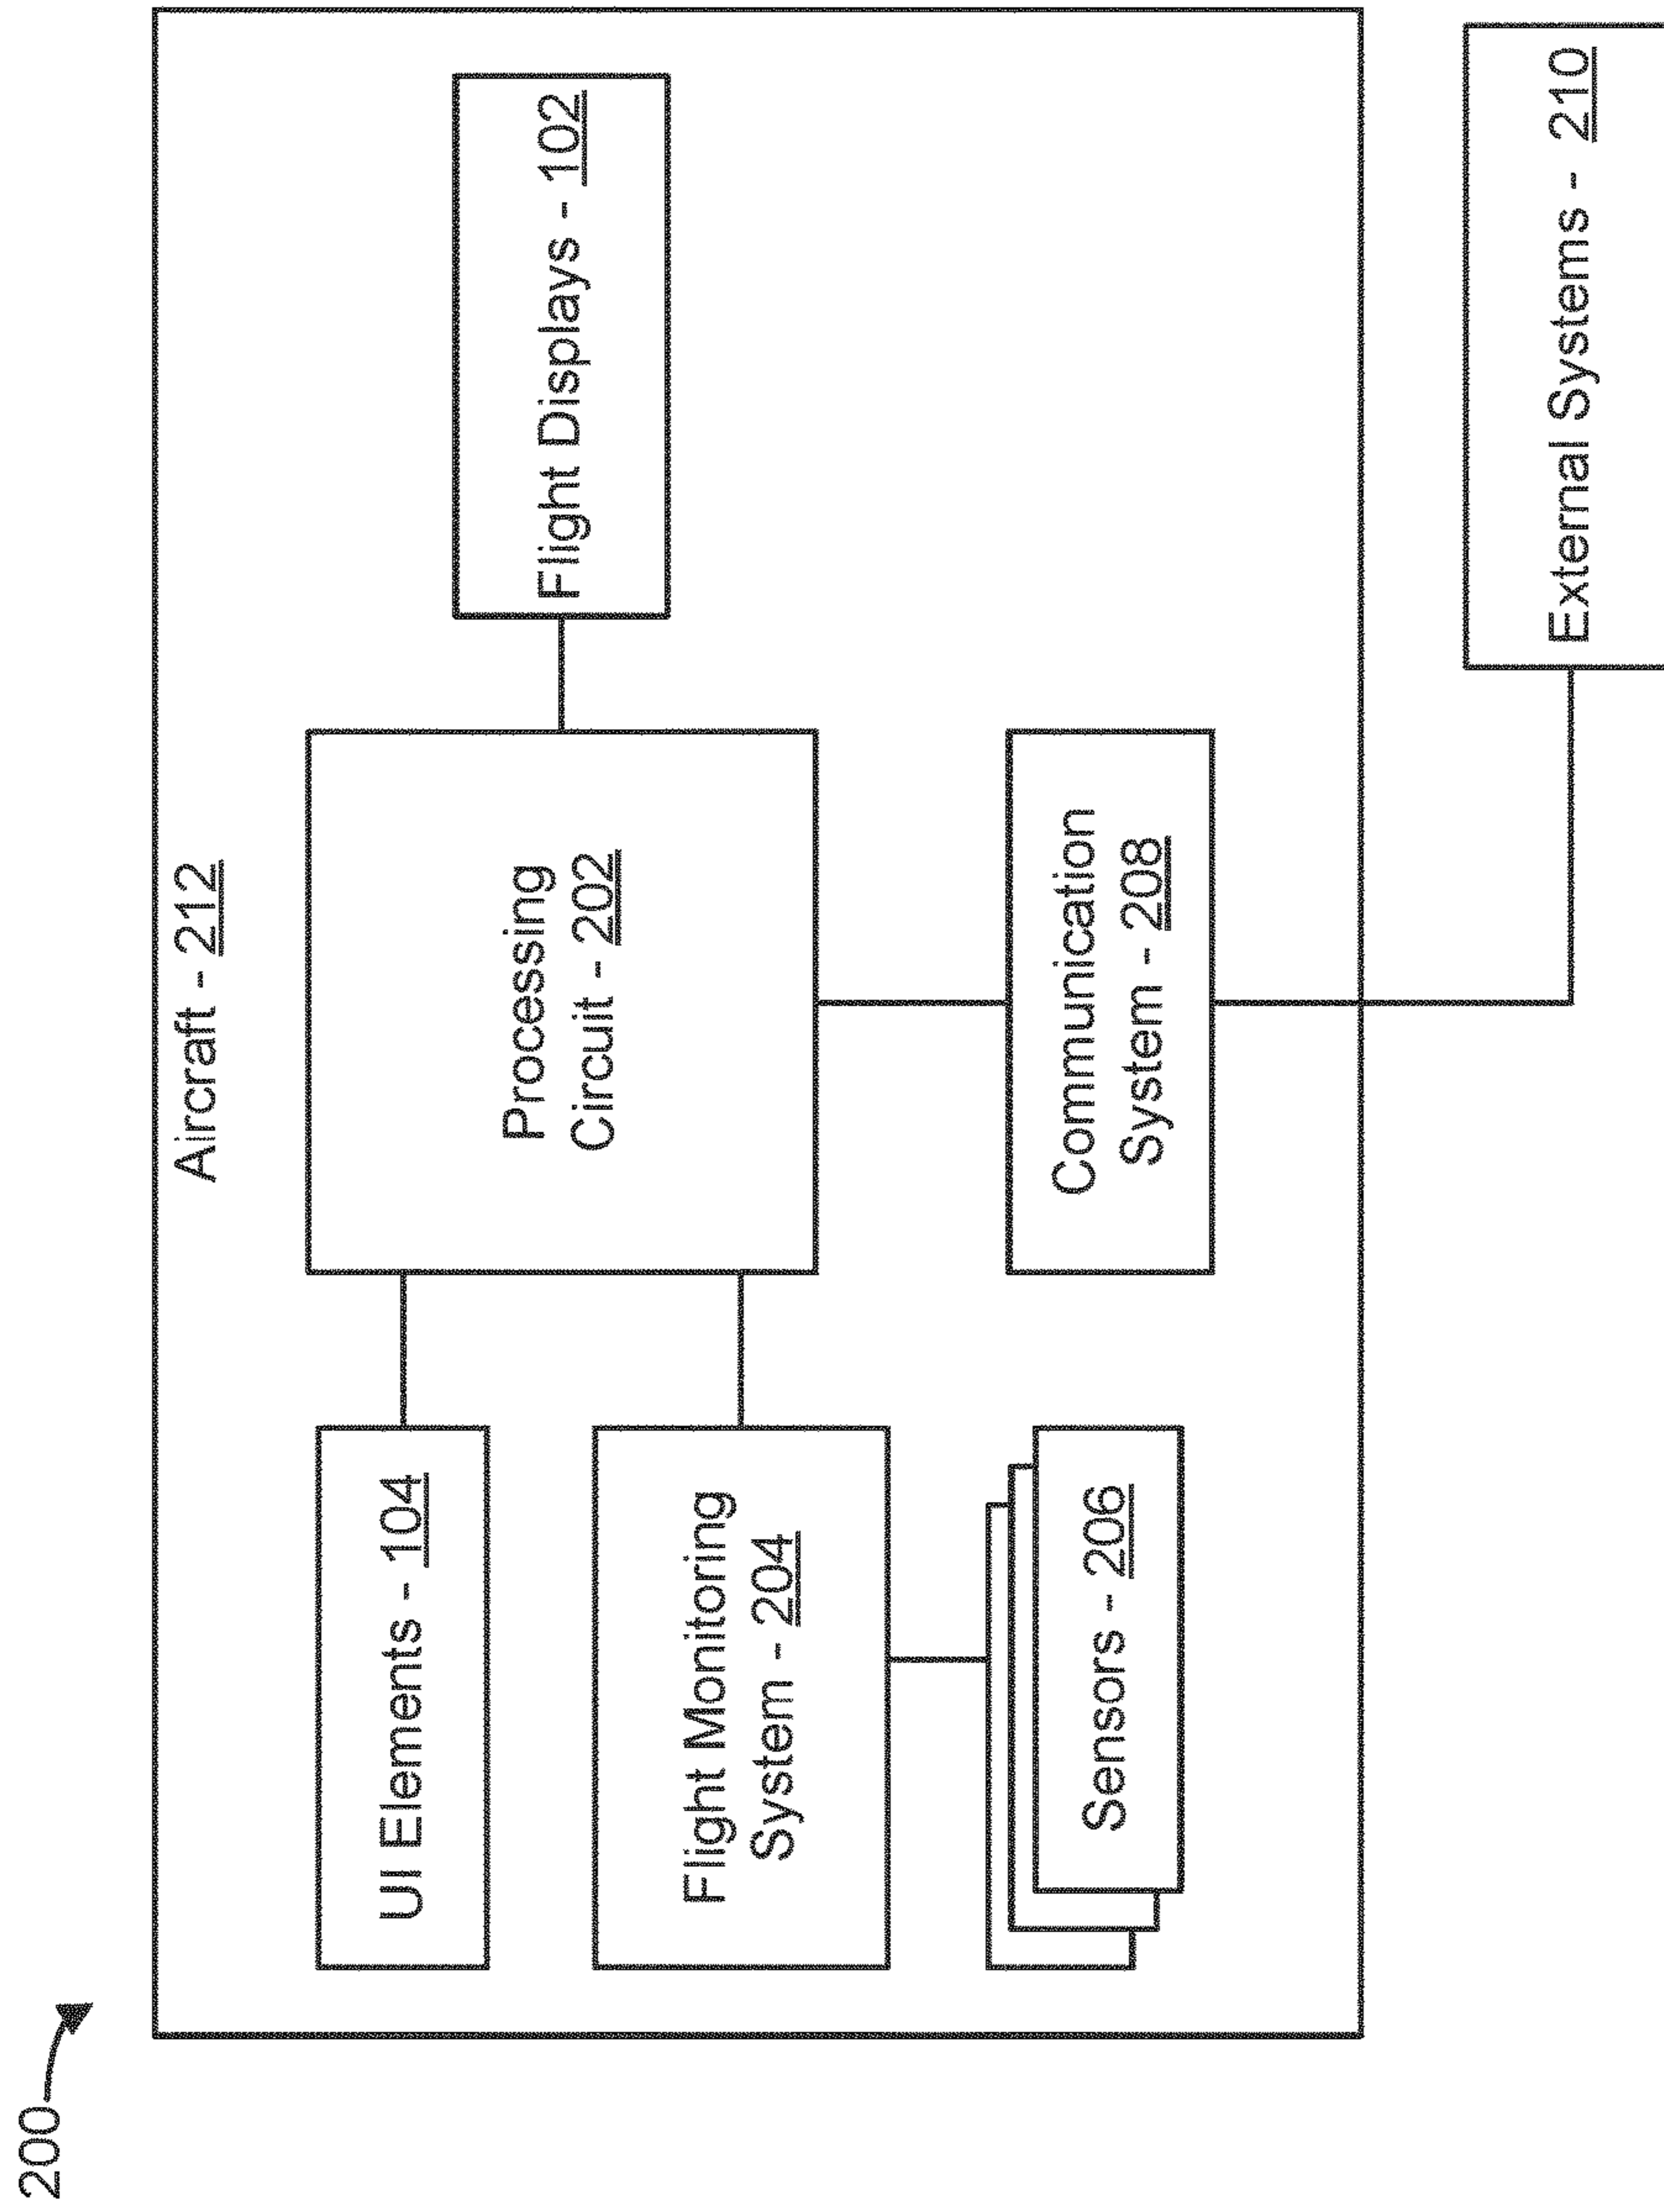 200
Aircraft - 212
UI Elements - 104
Processing
Circuit - 202
Flight Displays - 102
Flight Monitoring
System - 204
Sensors - 206
Communication
System - 208
External Systems - 210